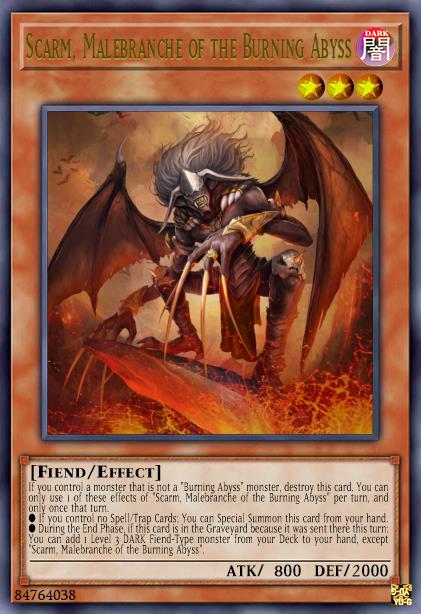 Scarm, Malebranche of the Burning Abyss
DARK
闇
[Fiend/Effect]
If you control a monster that is not a "Burning Abyss" monster, destroy this card. You can
only use 1 of these effects of "Scarm, Malebranche of the Burning Abyss" per turn, and
only once that turn.
● If you control no Spell/Trap Cards: You can Special Summon this card from your hand.
● During the End Phase, if this card is in the Graveyard because it was sent there this turn:
You can add 1 Level 3 DARK Fiend-Type monster from your Deck to your hand, except
"Scarm, Malebranche of the Burning Abyss".
ATK/ 800 DEF/2000
84764038